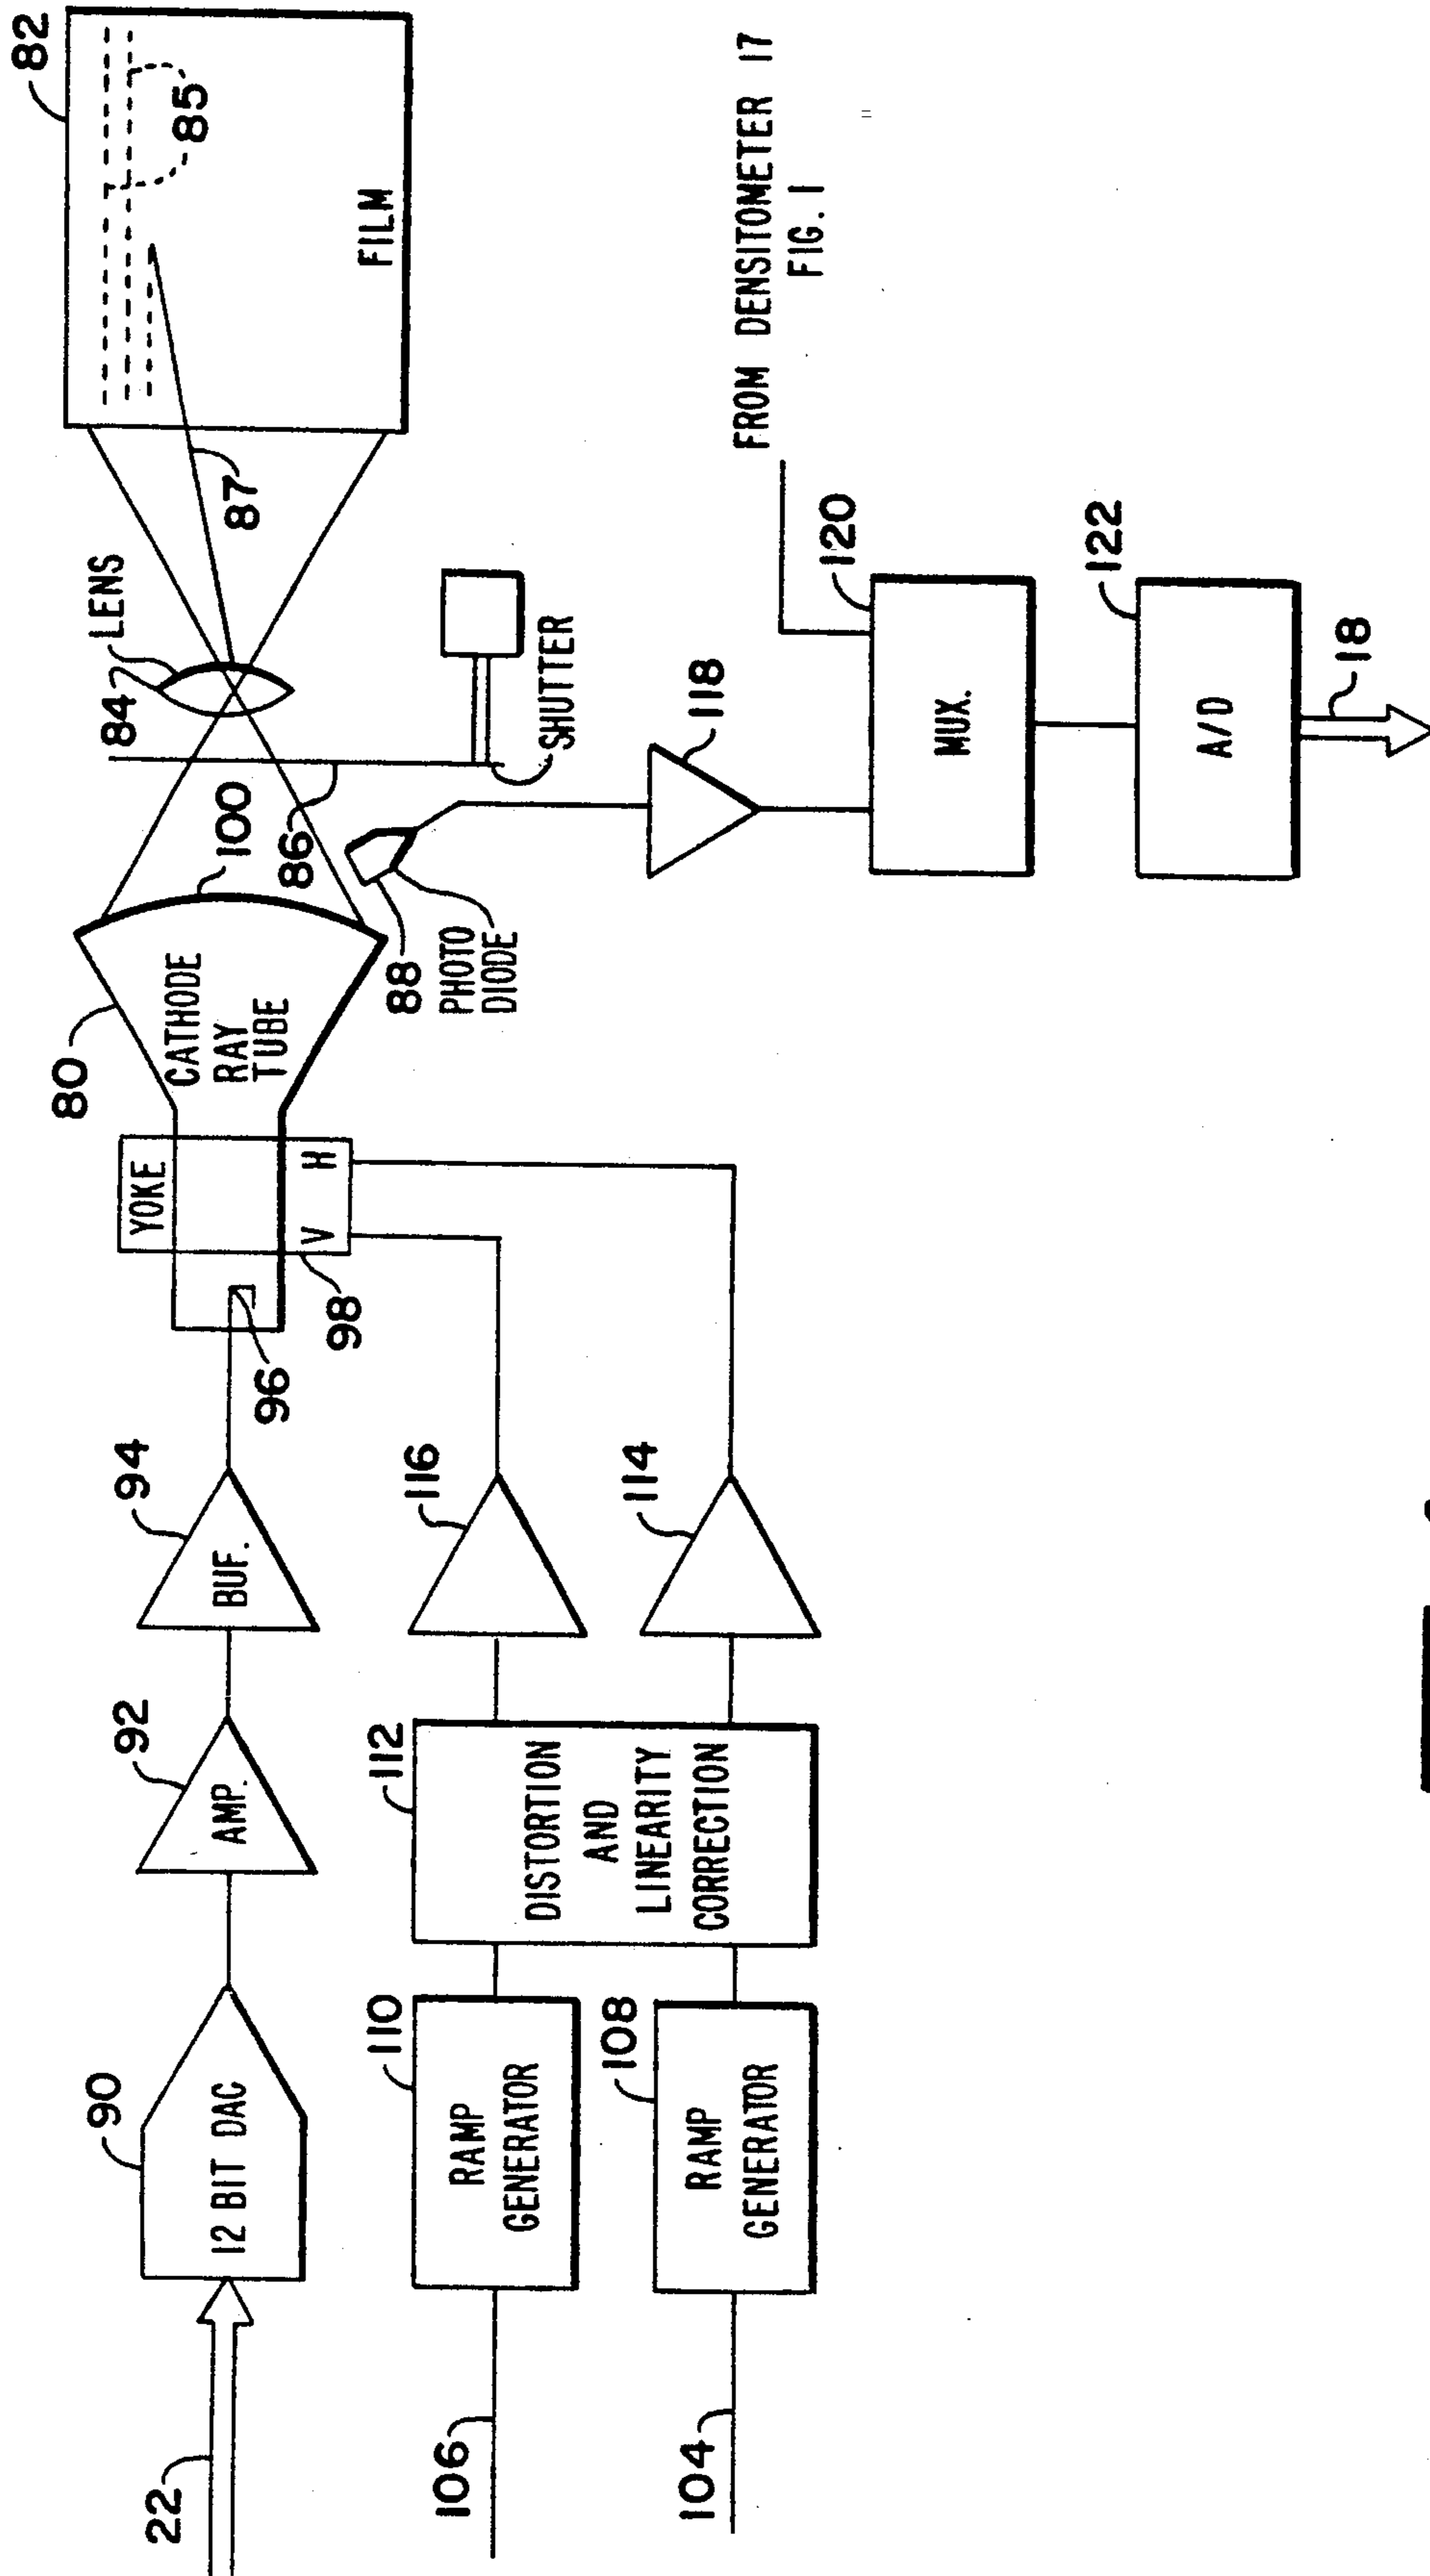 22
90
12 BIT DAC
92
AMP.
94
BUF.
96
YOKE
V H
98
80
CATHODE
RAY
TUBE
100
86
84
LENS
SHUTTER
87
82
85
FILM
88
PHOTO
DIODE
106
110
RAMP
GENERATOR
104
108
RAMP
GENERATOR
112
DISTORTION
AND
LINEARITY
CORRECTION
116
114
118
FROM DENSITOMETER 17
FIG. 1
120
MUX.
122
A/D
18